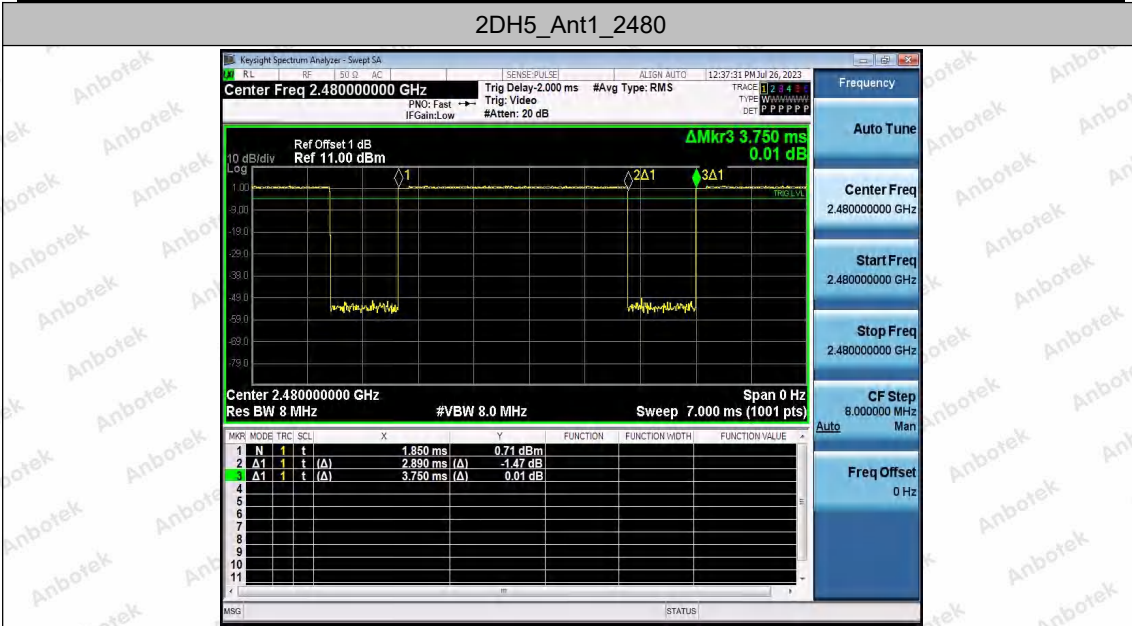 2DH5_Ant1_2480
Keysight Spectrum Analyzer - Swept SA
RL RF 50 Ω AC SENSE:PULSE ALIGN AUTO 12:37:31 PM Jul 26, 2023
Center Freq 2.480000000 GHz
PNO: Fast
IFGain:Low
Trig Delay-2.000 ms
Trig: Video
#Atten: 20 dB
#Avg Type: RMS
TRACE 1 2 3 4 5 6
TYPE WWWWWW
DET P P P P P P
ΔMkr3 3.750 ms
0.01 dB
Ref Offset 1 dB
10 dB/div Ref 11.00 dBm
Log
1
2Δ1
3Δ1
TRIG LVL
1.00
-9.00
-19.0
-29.0
-39.0
-49.0
-59.0
-69.0
-79.0
Center 2.480000000 GHz Span 0 Hz
Res BW 8 MHz #VBW 8.0 MHz Sweep 7.000 ms (1001 pts)
MKR MODE TRC SCL X Y FUNCTION FUNCTION WIDTH FUNCTION VALUE
1 N 1 t 1.850 ms 0.71 dBm
2 Δ1 1 t (Δ) 2.890 ms (Δ) -1.47 dB
3 Δ1 1 t (Δ) 3.750 ms (Δ) 0.01 dB
4
5
6
7
8
9
10
11
MSG STATUS
Frequency
Auto Tune
Center Freq
2.480000000 GHz
Start Freq
2.480000000 GHz
Stop Freq
2.480000000 GHz
CF Step
8.000000 MHz
Auto Man
Freq Offset
0 Hz
Anbotek